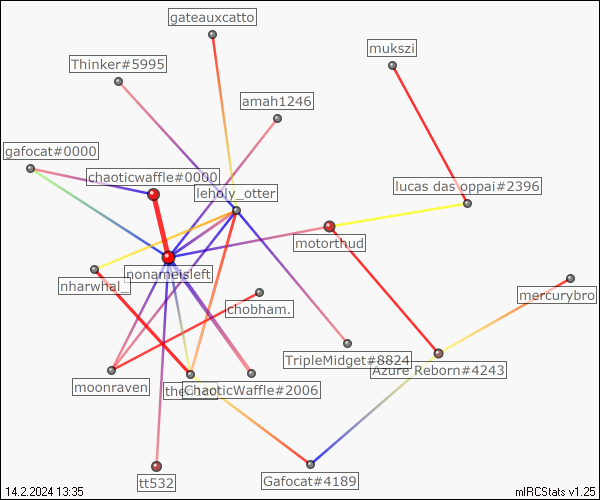 gateauxcatto
mukszi
Thinker#5995
amah1246
gafocat#0000
chaoticwaffle#0000
lucas das oppai#2396
leholy_otter
motorthud
nonameisleft
nharwhal_
mercurybro
chobham.
TripleMidget#8824
Azure Reborn#4243
moonraven
ChaoticWaffle#2006
tt532
Gafocat#4189
14.2.2024 13:35
mIRCStats v1.25